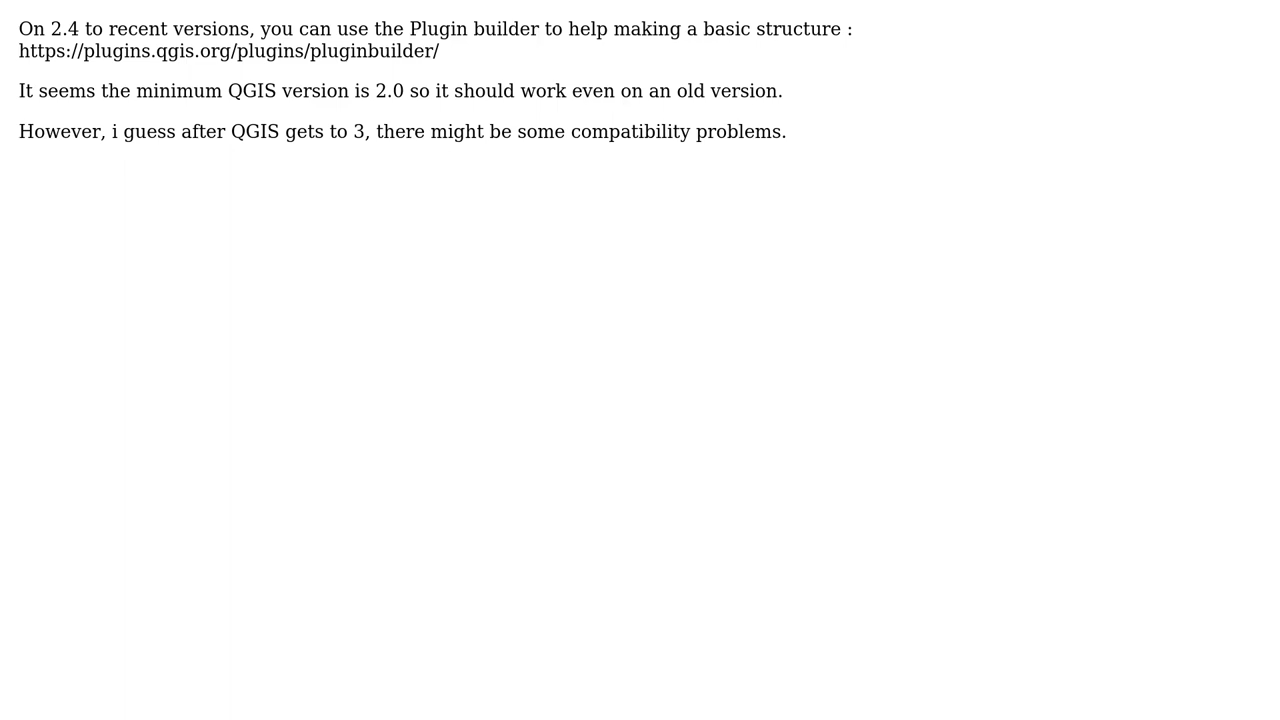 On 2.4 to recent versions, you can use the Plugin builder to help making a basic structure :
https://plugins.qgis.org/plugins/pluginbuilder/
It seems the minimum QGIS version is 2.0 so it should work even on an old version.
However, i guess after QGIS gets to 3, there might be some compatibility problems.